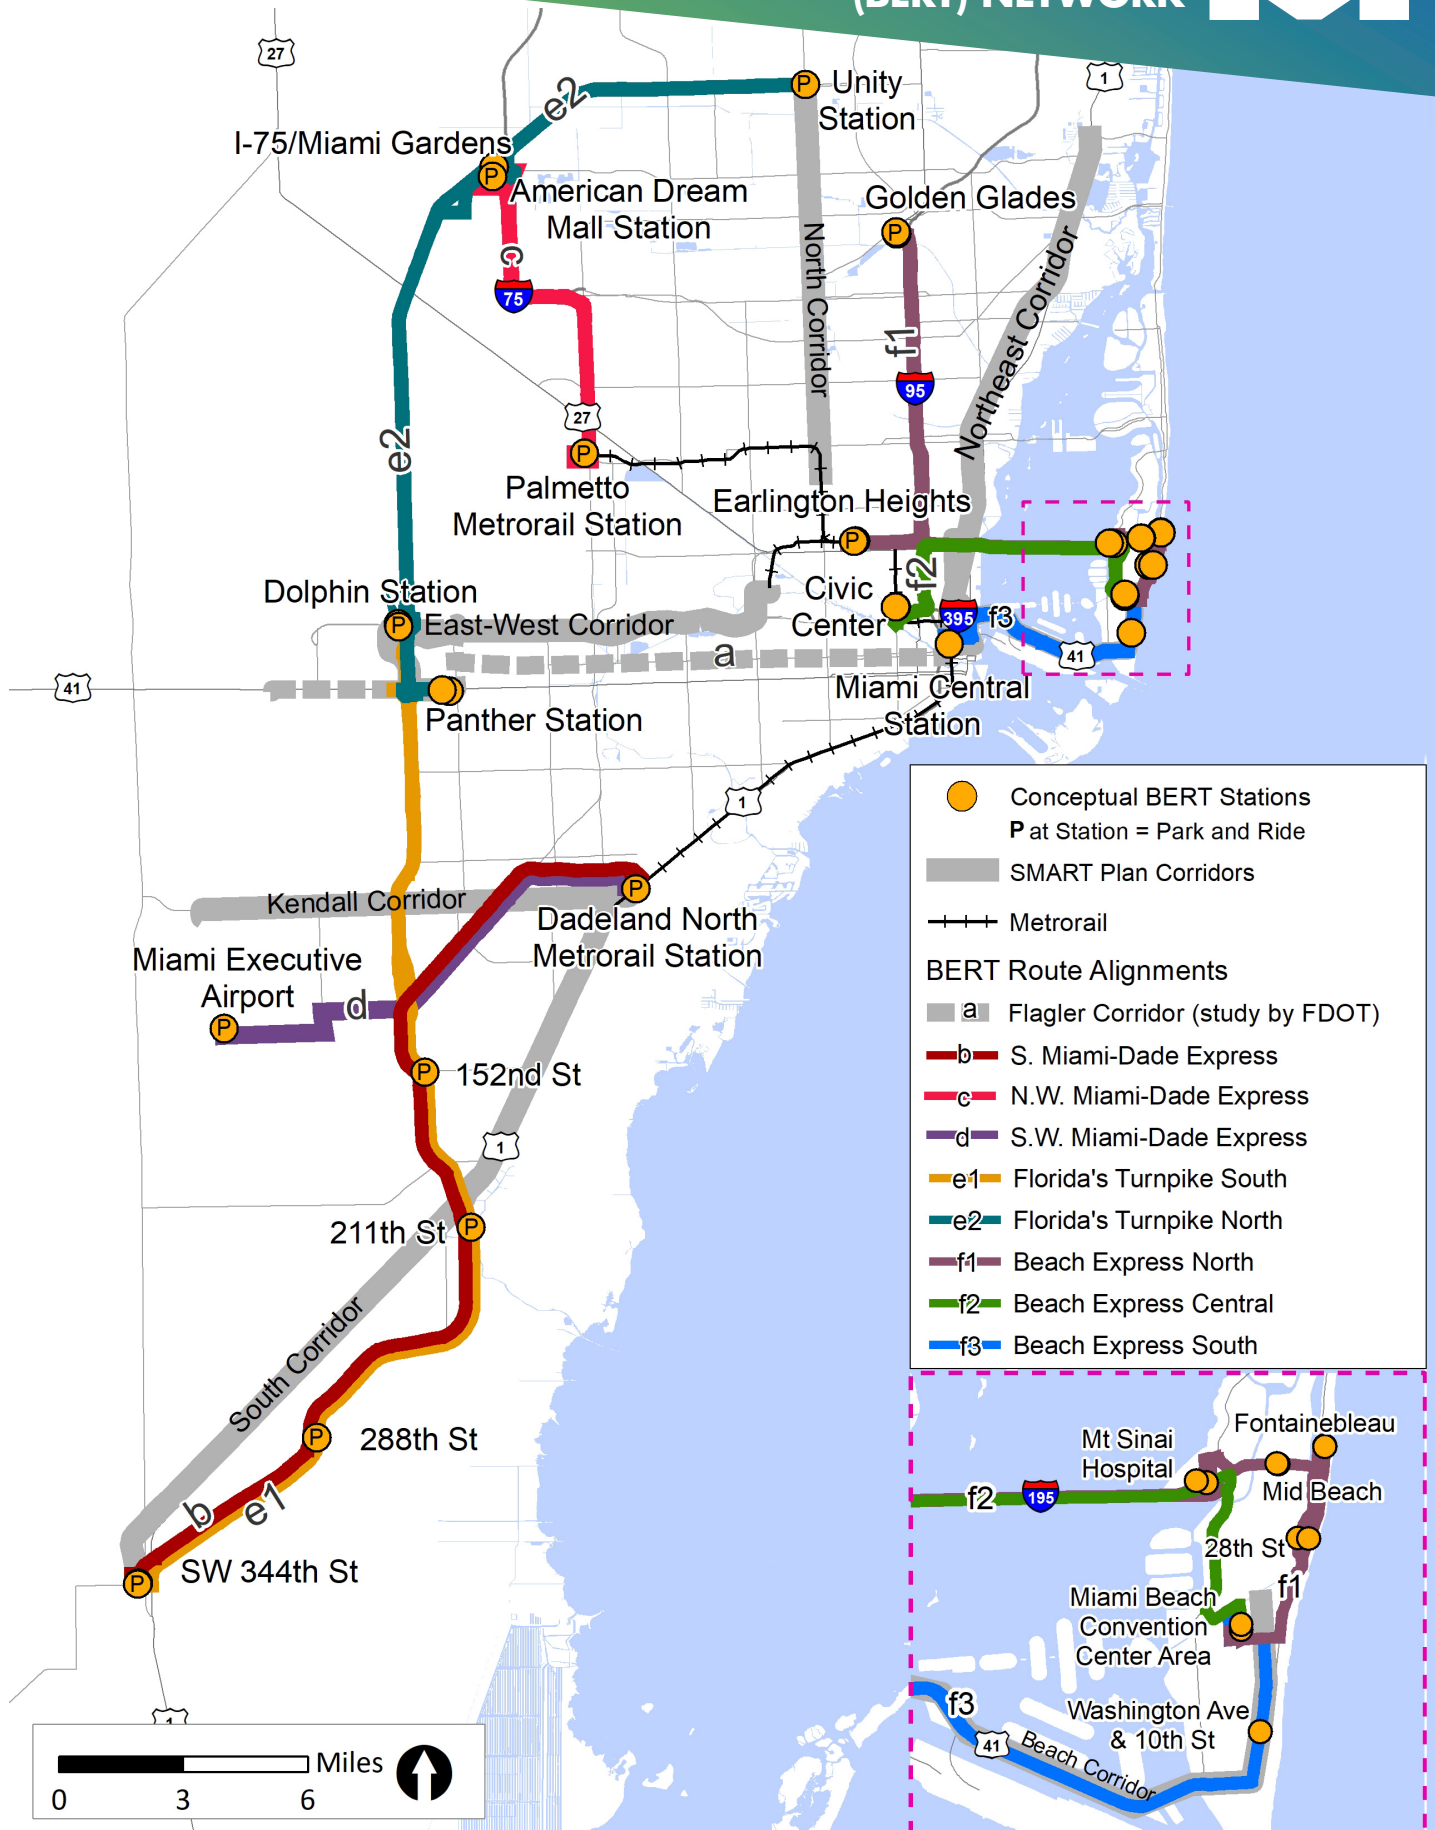 (BERT) NETWORK
27
1
e2
P
Unity
Station
I-75/Miami Gardens
P
American Dream
Mall Station
Golden Glades
P
c
North Corridor
Northeast Corridor
75
f1
95
27
e2
P
Palmetto
Metrorail Station
Earlington Heights
P
f2
Civic
Center
395
f3
41
Dolphin Station
P
East-West Corridor
a
41
Miami Central
Station
Panther Station
1
Kendall Corridor
P
Dadeland North
Metrorail Station
Miami Executive
Airport
P
d
P
152nd St
1
211th St
P
South Corridor
P
288th St
b
e1
P
SW 344th St
1
Miles
0
3
6
Conceptual BERT Stations
P at Station = Park and Ride
SMART Plan Corridors
Metrorail
BERT Route Alignments
a Flagler Corridor (study by FDOT)
b S. Miami-Dade Express
c N.W. Miami-Dade Express
d S.W. Miami-Dade Express
e1 Florida's Turnpike South
e2 Florida's Turnpike North
f1 Beach Express North
f2 Beach Express Central
f3 Beach Express South
Fontainebleau
Mt Sinai
Hospital
Mid Beach
f2
195
28th St
f1
Miami Beach
Convention
Center Area
f3
41
Beach Corridor
Washington Ave
& 10th St